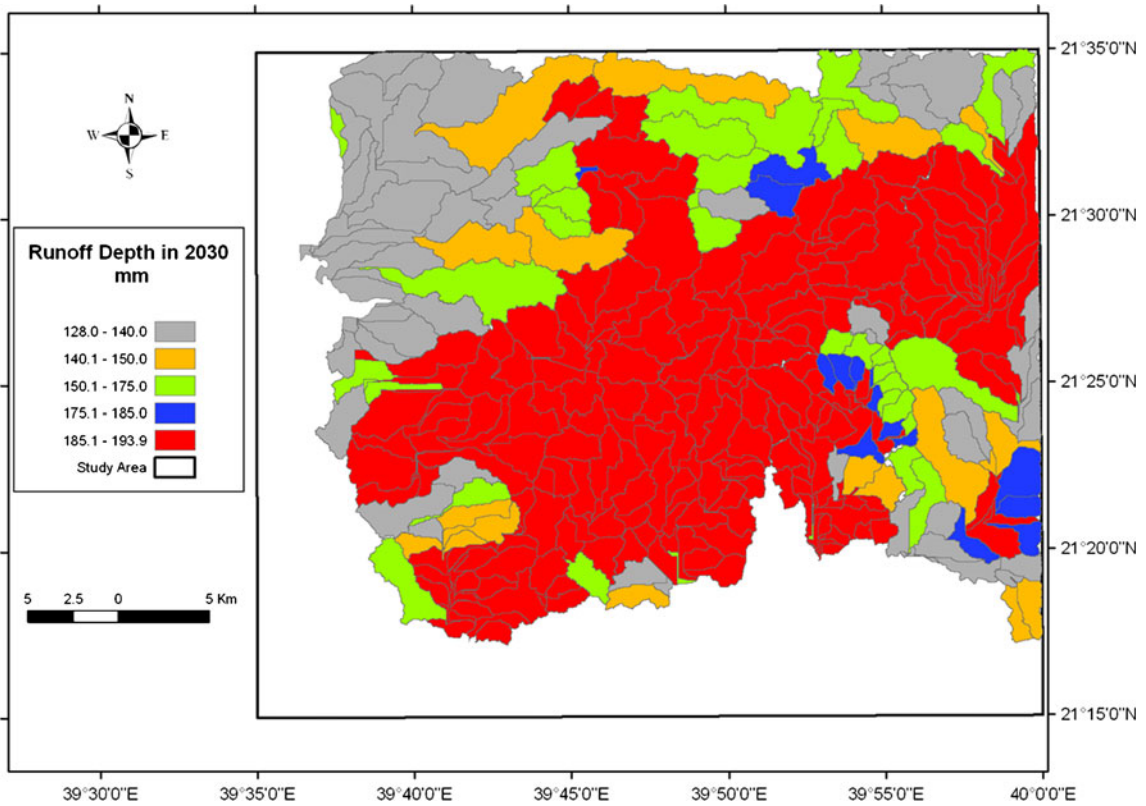 21°35'0"N
N
W E
S
21°30'0"N
Runoff Depth in 2030
mm
128.0 - 140.0
140.1 - 150.0
150.1 - 175.0
175.1 - 185.0
185.1 - 193.9
Study Area
21°25'0"N
21°20'0"N
5 2.5 0 5 Km
21°15'0"N
39°30'0"E 39°35'0"E 39°40'0"E 39°45'0"E 39°50'0"E 39°55'0"E 40°0'0"E